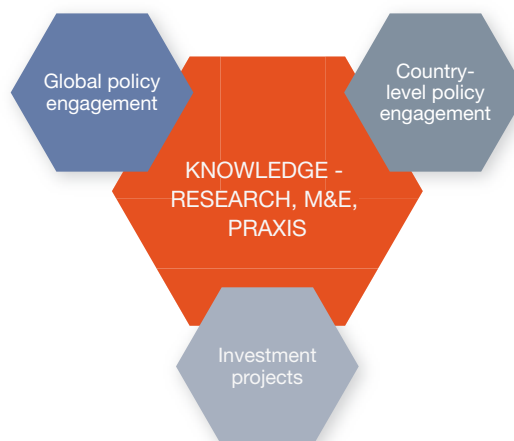 Global policy
engagement
Country-
level policy
engagement
KNOWLEDGE -
RESEARCH, M&E,
PRAXIS
Investment
projects